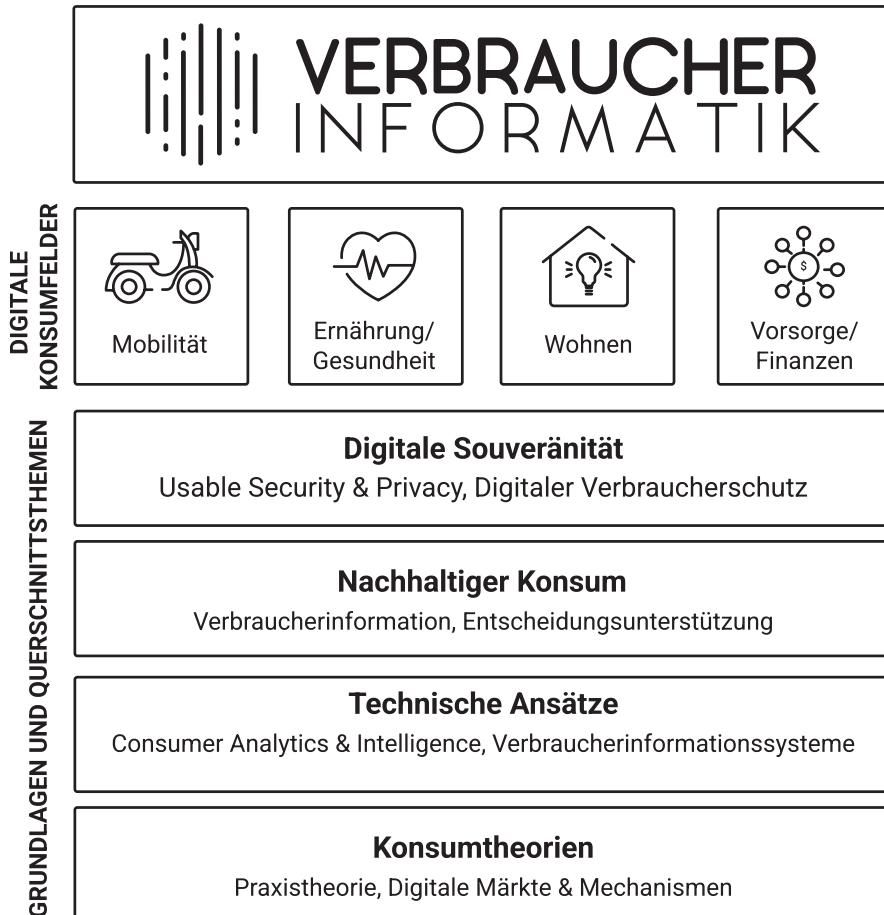 VERBRAUCHER
INFORMATIK
DIGITALE
KONSUMFELDER
Mobilität
Ernährung/
Gesundheit
Wohnen
$
Vorsorge/
Finanzen
GRUNDLAGEN UND QUERSCHNITTSTHEMEN
Digitale Souveränität
Usable Security & Privacy, Digitaler Verbraucherschutz
Nachhaltiger Konsum
Verbraucherinformation, Entscheidungsunterstützung
Technische Ansätze
Consumer Analytics & Intelligence, Verbraucherinformationssysteme
Konsumtheorien
Praxistheorie, Digitale Märkte & Mechanismen